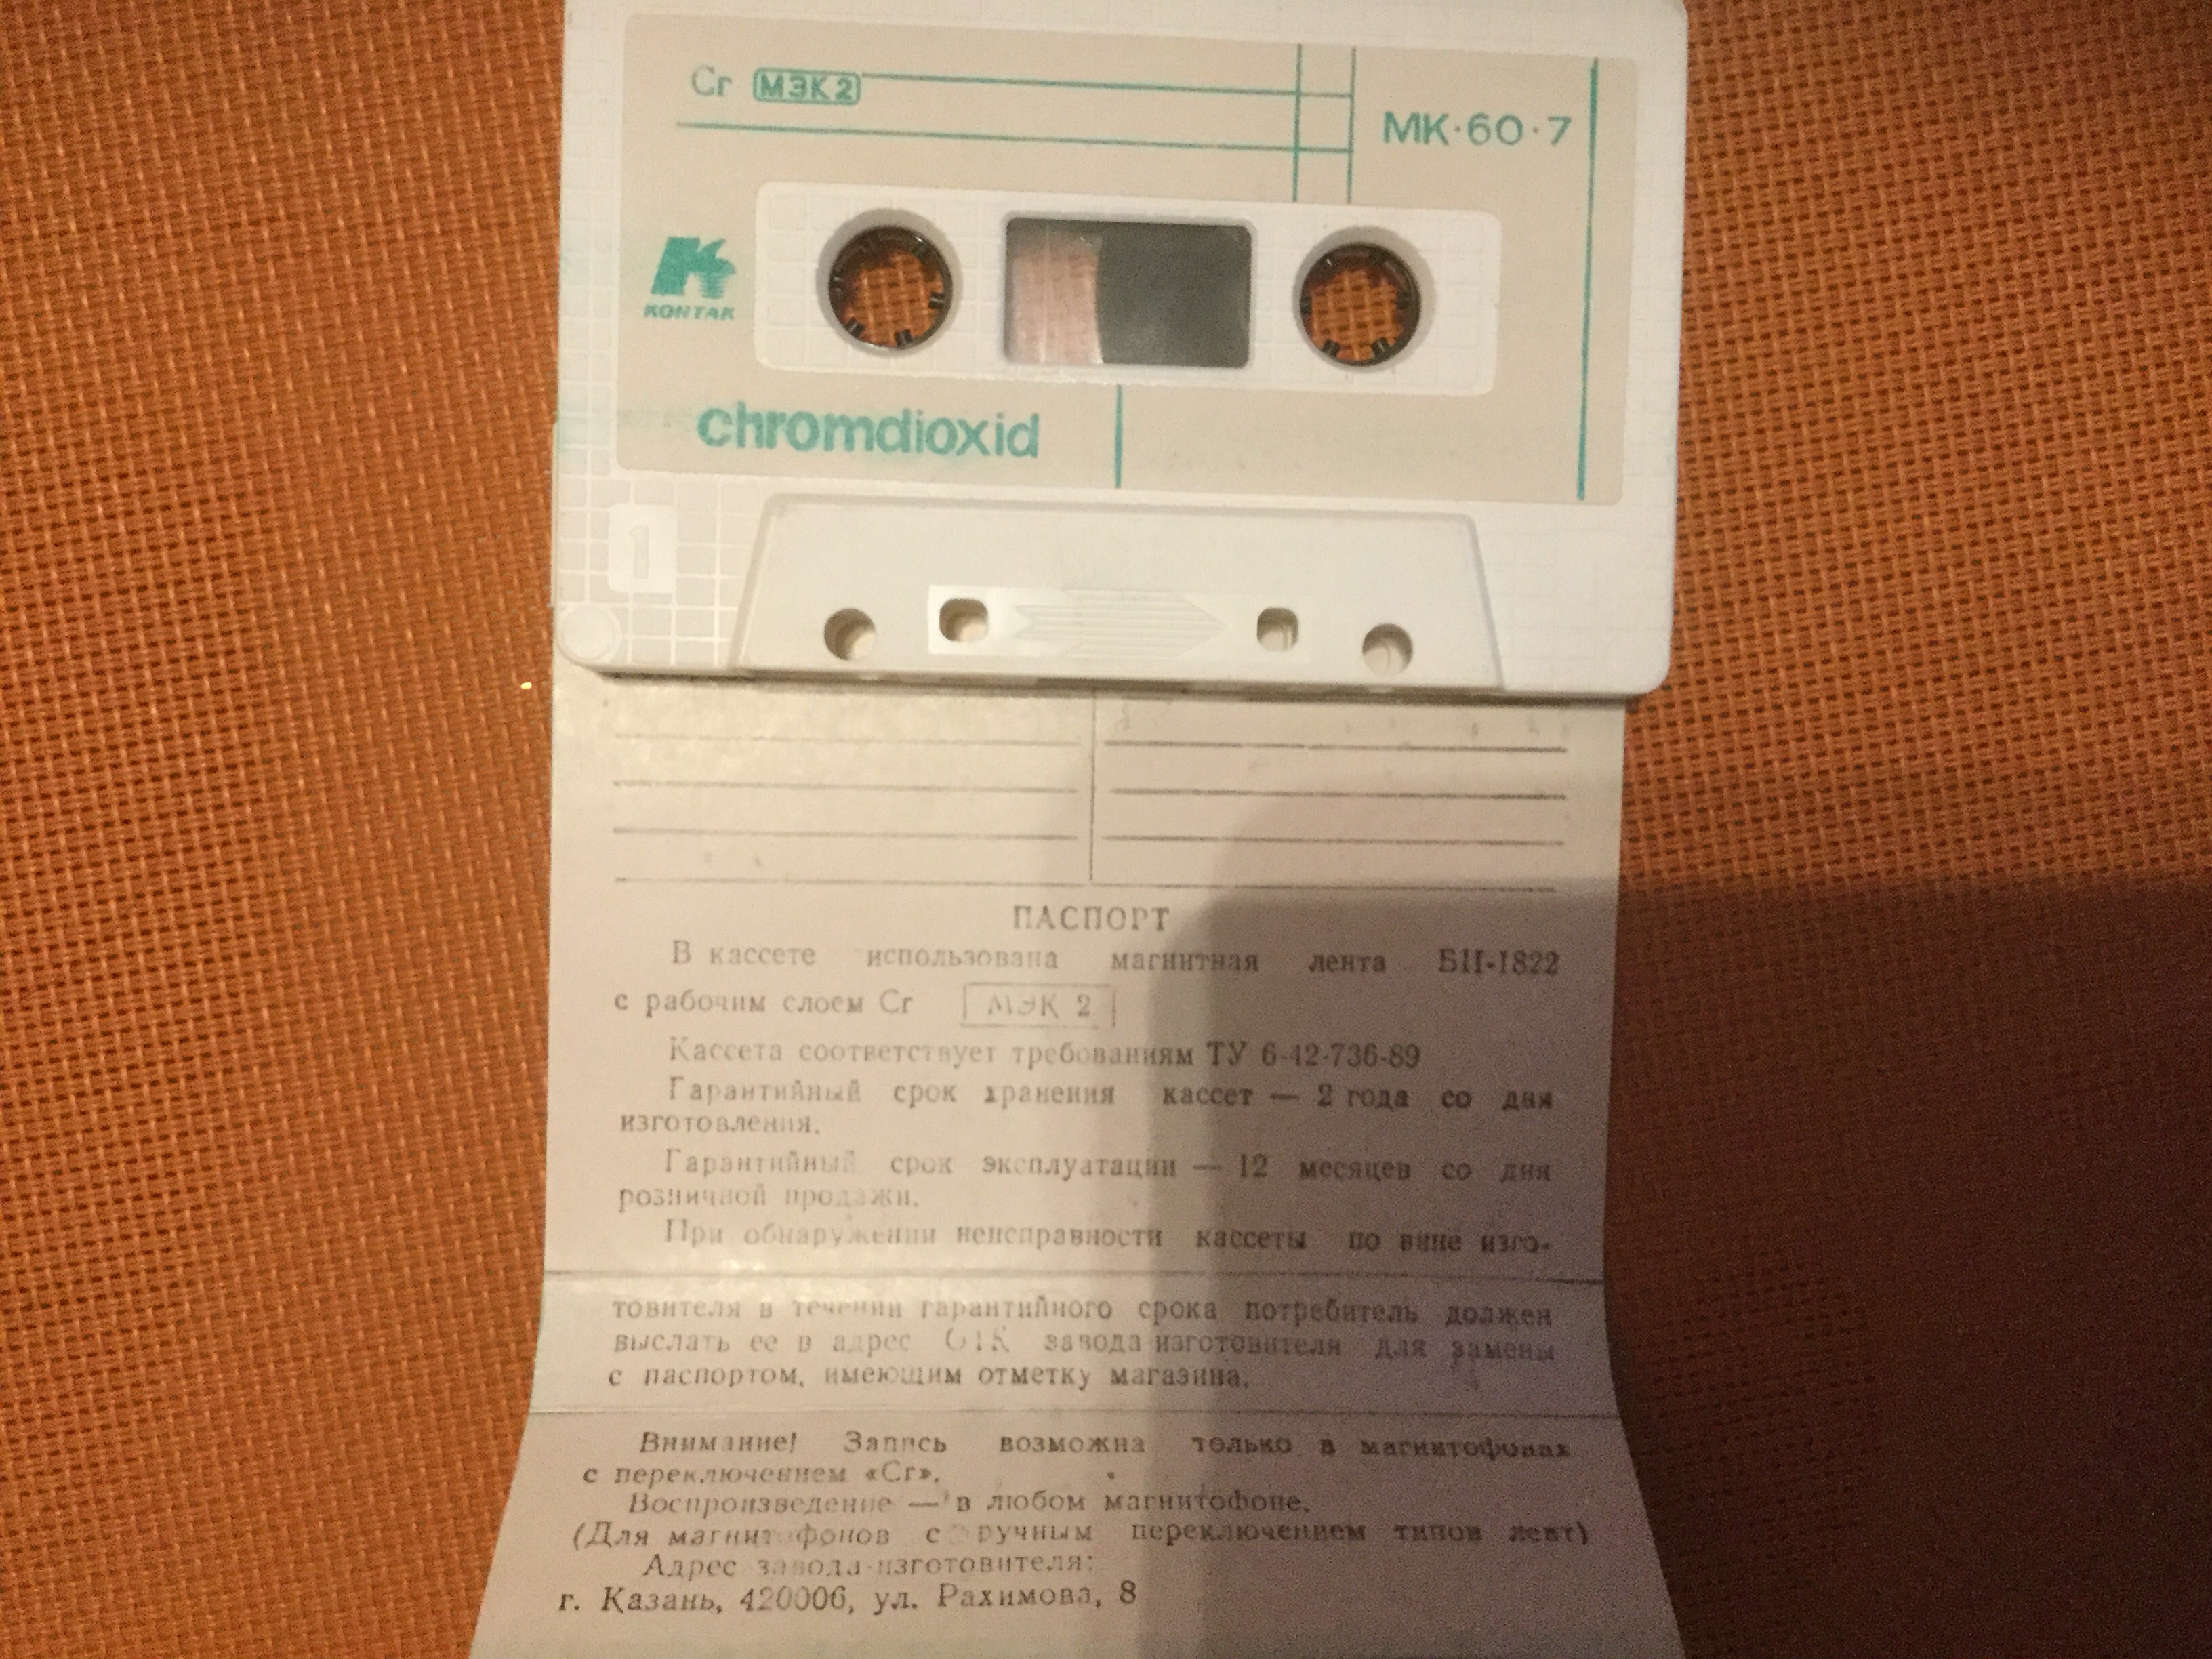 Cr МЭК2
МК·60·7
KONTAK
chromdioxid
1
ПАСПОРТ
В кассете использована магнитная лента
с рабочим слоем Cr МЭК 2
Кассета соответствует требованиям ТУ 6-42-736-89
Гарантийный срок хранения кассет — 2 года со дня
изготовления.
Гарантийный срок эксплуатации — 12 месяцев со дня
розничной продажи.
При обнаружении неисправности кассеты по вине изго-
товителя в течении гарантийного срока потребитель должен
выслать ее в адрес ОТК завода-изготовителя для замены
с паспортом, имеющим отметку магазина.
Внимание! Запись возможна только в магнитофонах
с переключением «Cr».
Воспроизведение — в любом магнитофоне.
(Для магнитофонов с ручным переключением типов лент)
Адрес завода-изготовителя:
г. Казань, 420006, ул. Рахимова, 8